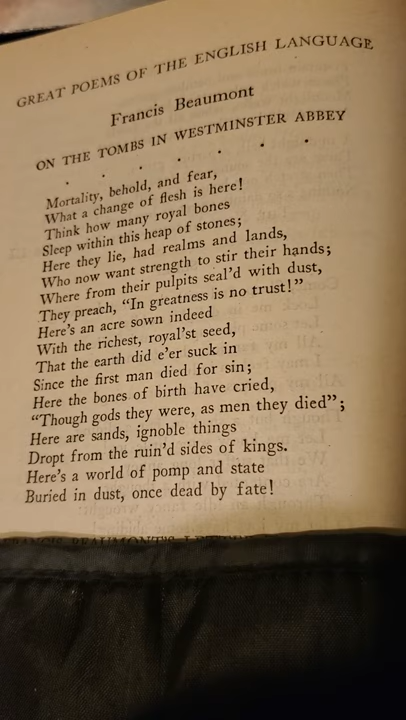 GREAT POEMS OF THE ENGLISH LANGUAGE
Francis Beaumont
ON THE TOMBS IN WESTMINSTER ABBEY
. . . . . . .
Mortality, behold, and fear,
What a change of flesh is here!
Think how many royal bones
Sleep within this heap of stones;
Here they lie, had realms and lands,
Who now want strength to stir their hands;
Where from their pulpits seal'd with dust,
They preach, “In greatness is no trust!”
Here's an acre sown indeed
With the richest, royal'st seed,
That the earth did e'er suck in
Since the first man died for sin;
Here the bones of birth have cried,
“Though gods they were, as men they died”;
Here are sands, ignoble things
Dropt from the ruin'd sides of kings.
Here's a world of pomp and state
Buried in dust, once dead by fate!